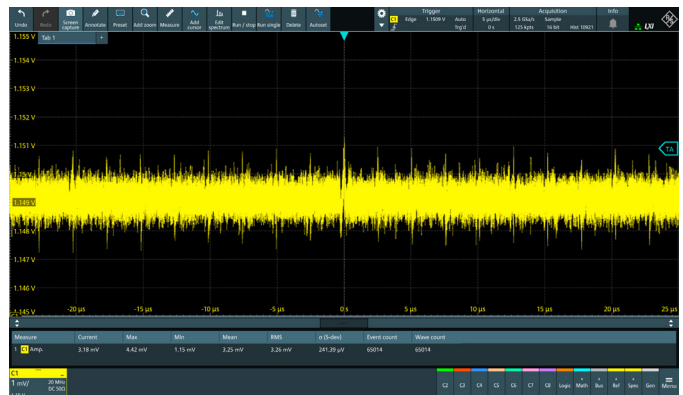 Trigger Horizontal Acquisition Info
C1 Edge 1.1509 V Auto 5 µs/div 2.5 GSa/s Sample
Trg'd 0 s 125 kpts 16 bit Hist 10921 LXI
Undo Redo Screen capture Annotate Preset Add zoom Measure Add cursor Edit spectrum Run / stop Run single Delete Autoset
1.155 V Tab 1 +
1.154 V
1.153 V
1.152 V
1.151 V
TA
1.149 V
1.148 V
1.147 V
1.146 V
1.145 V -20 µs -15 µs -10 µs -5 µs 0 s 5 µs 10 µs 15 µs 20 µs 25 µs
Measure Current Max Min Mean RMS σ (S-dev) Event count Wave count
1 C1 Amp. 3.18 mV 4.42 mV 1.15 mV 3.25 mV 3.26 mV 241.39 µV 65014 65014
C1
1 mV/ 20 MHz
DC 50Ω
C2 C3 C4 C5 C6 C7 C8 Logic Math Bus Ref Spec Gen Menu